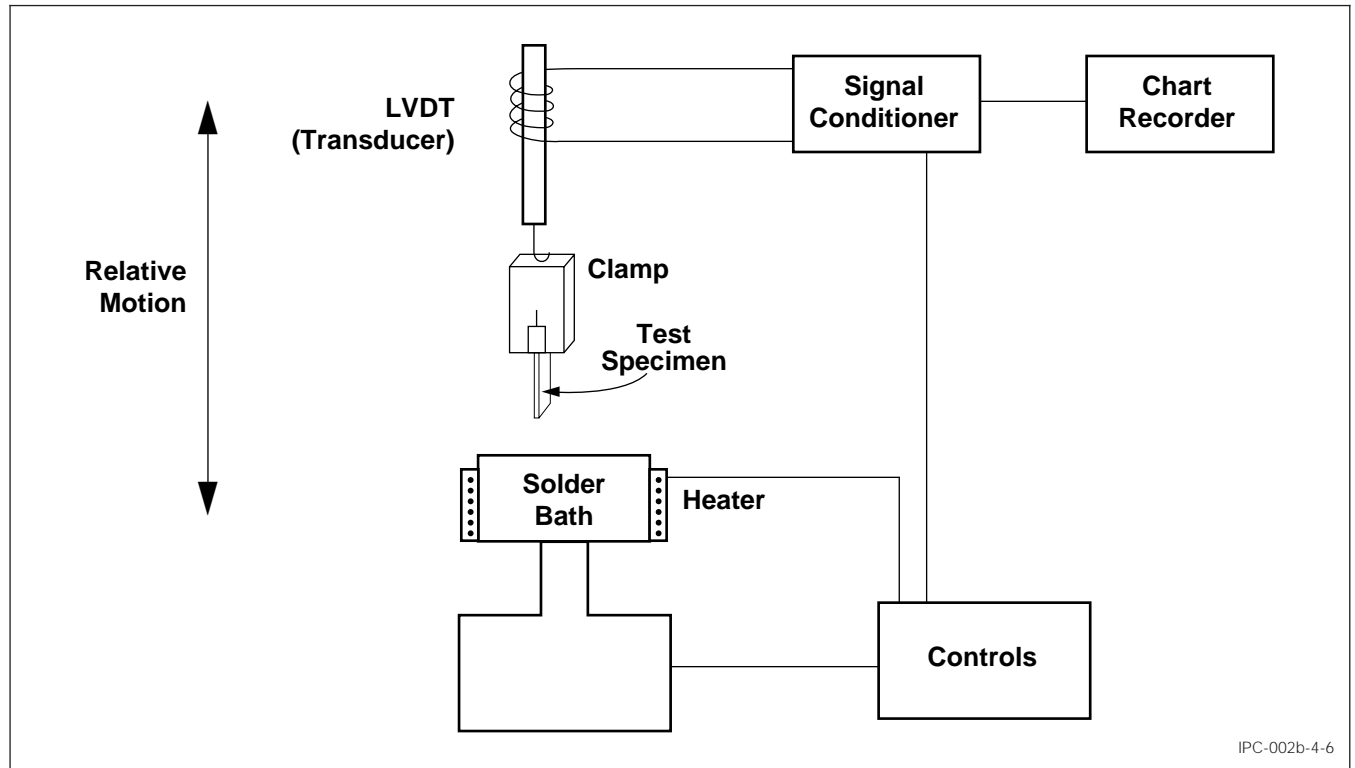 LVDT
(Transducer)
Signal
Conditioner
Chart
Recorder
Relative
Motion
Clamp
Test
Specimen
Solder
Bath
Heater
Controls
IPC-002b-4-6